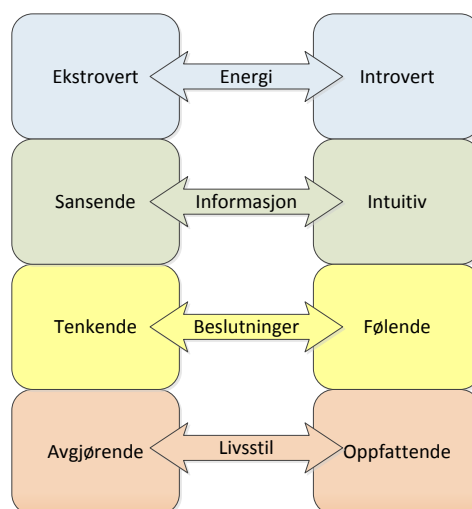 Ekstrovert Energi Introvert
Sansende Informasjon Intuitiv
Tenkende Beslutninger Følende
Avgjørende Livsstil Oppfattende